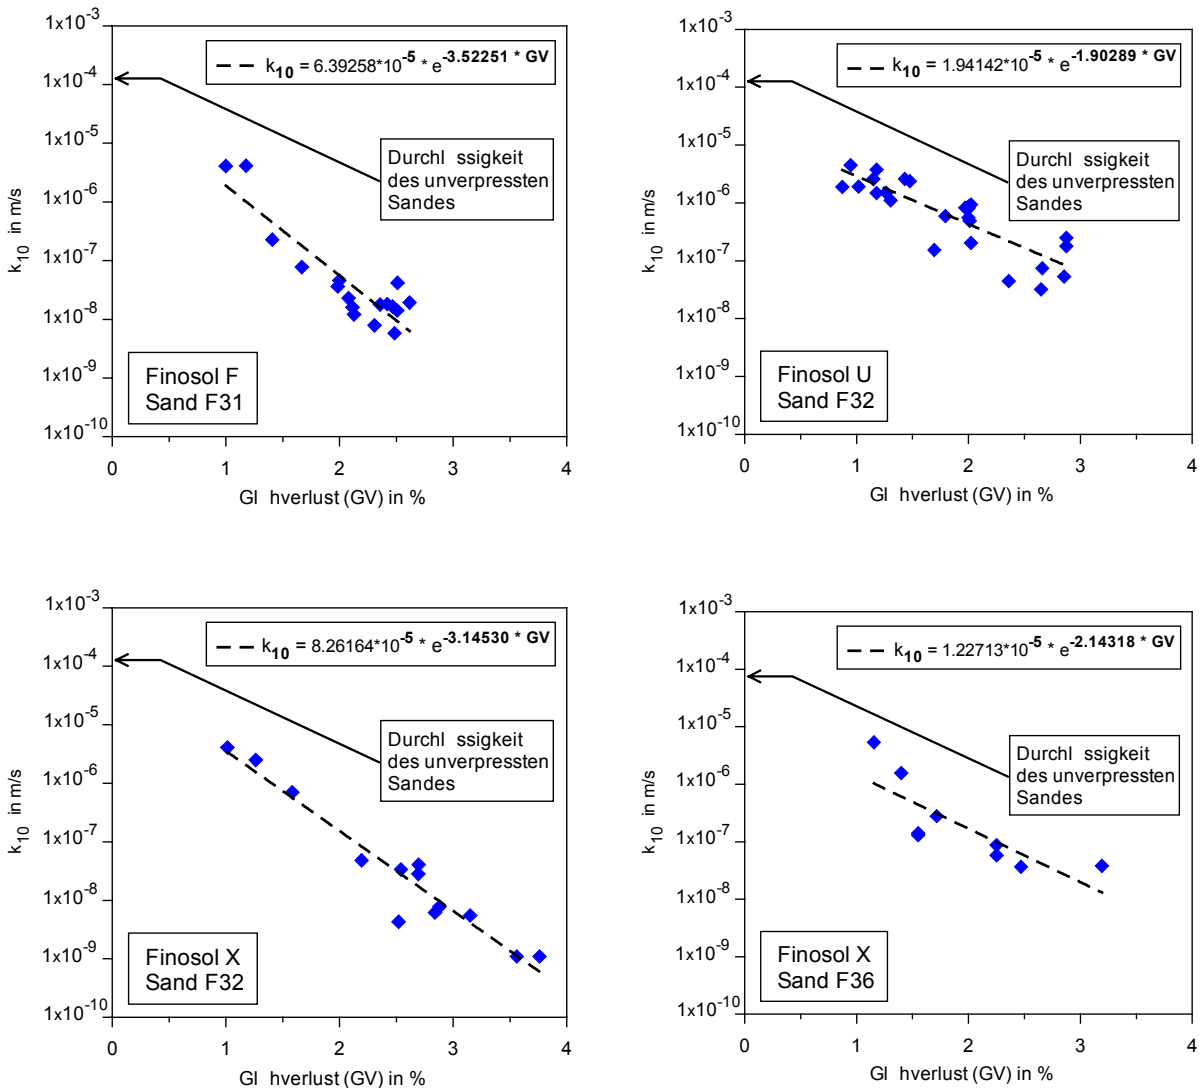 1x10-3
1x10-4
1x10-5
1x10-6
1x10-7
1x10-8
1x10-9
1x10-10
k10 in m/s
k10 = 6.39258*10-5 * e-3.52251 * GV
Durchl ssigkeit
des unverpressten
Sandes
Finosol F
Sand F31
0 1 2 3 4
Gl hverlust (GV) in %
1x10-3
1x10-4
1x10-5
1x10-6
1x10-7
1x10-8
1x10-9
1x10-10
k10 in m/s
k10 = 1.94142*10-5 * e-1.90289 * GV
Durchl ssigkeit
des unverpressten
Sandes
Finosol U
Sand F32
0 1 2 3 4
Gl hverlust (GV) in %
1x10-3
1x10-4
1x10-5
1x10-6
1x10-7
1x10-8
1x10-9
1x10-10
k10 in m/s
k10 = 8.26164*10-5 * e-3.14530 * GV
Durchl ssigkeit
des unverpressten
Sandes
Finosol X
Sand F32
0 1 2 3 4
Gl hverlust (GV) in %
1x10-3
1x10-4
1x10-5
1x10-6
1x10-7
1x10-8
1x10-9
1x10-10
k10 in m/s
k10 = 1.22713*10-5 * e-2.14318 * GV
Durchl ssigkeit
des unverpressten
Sandes
Finosol X
Sand F36
0 1 2 3 4
Gl hverlust (GV) in %